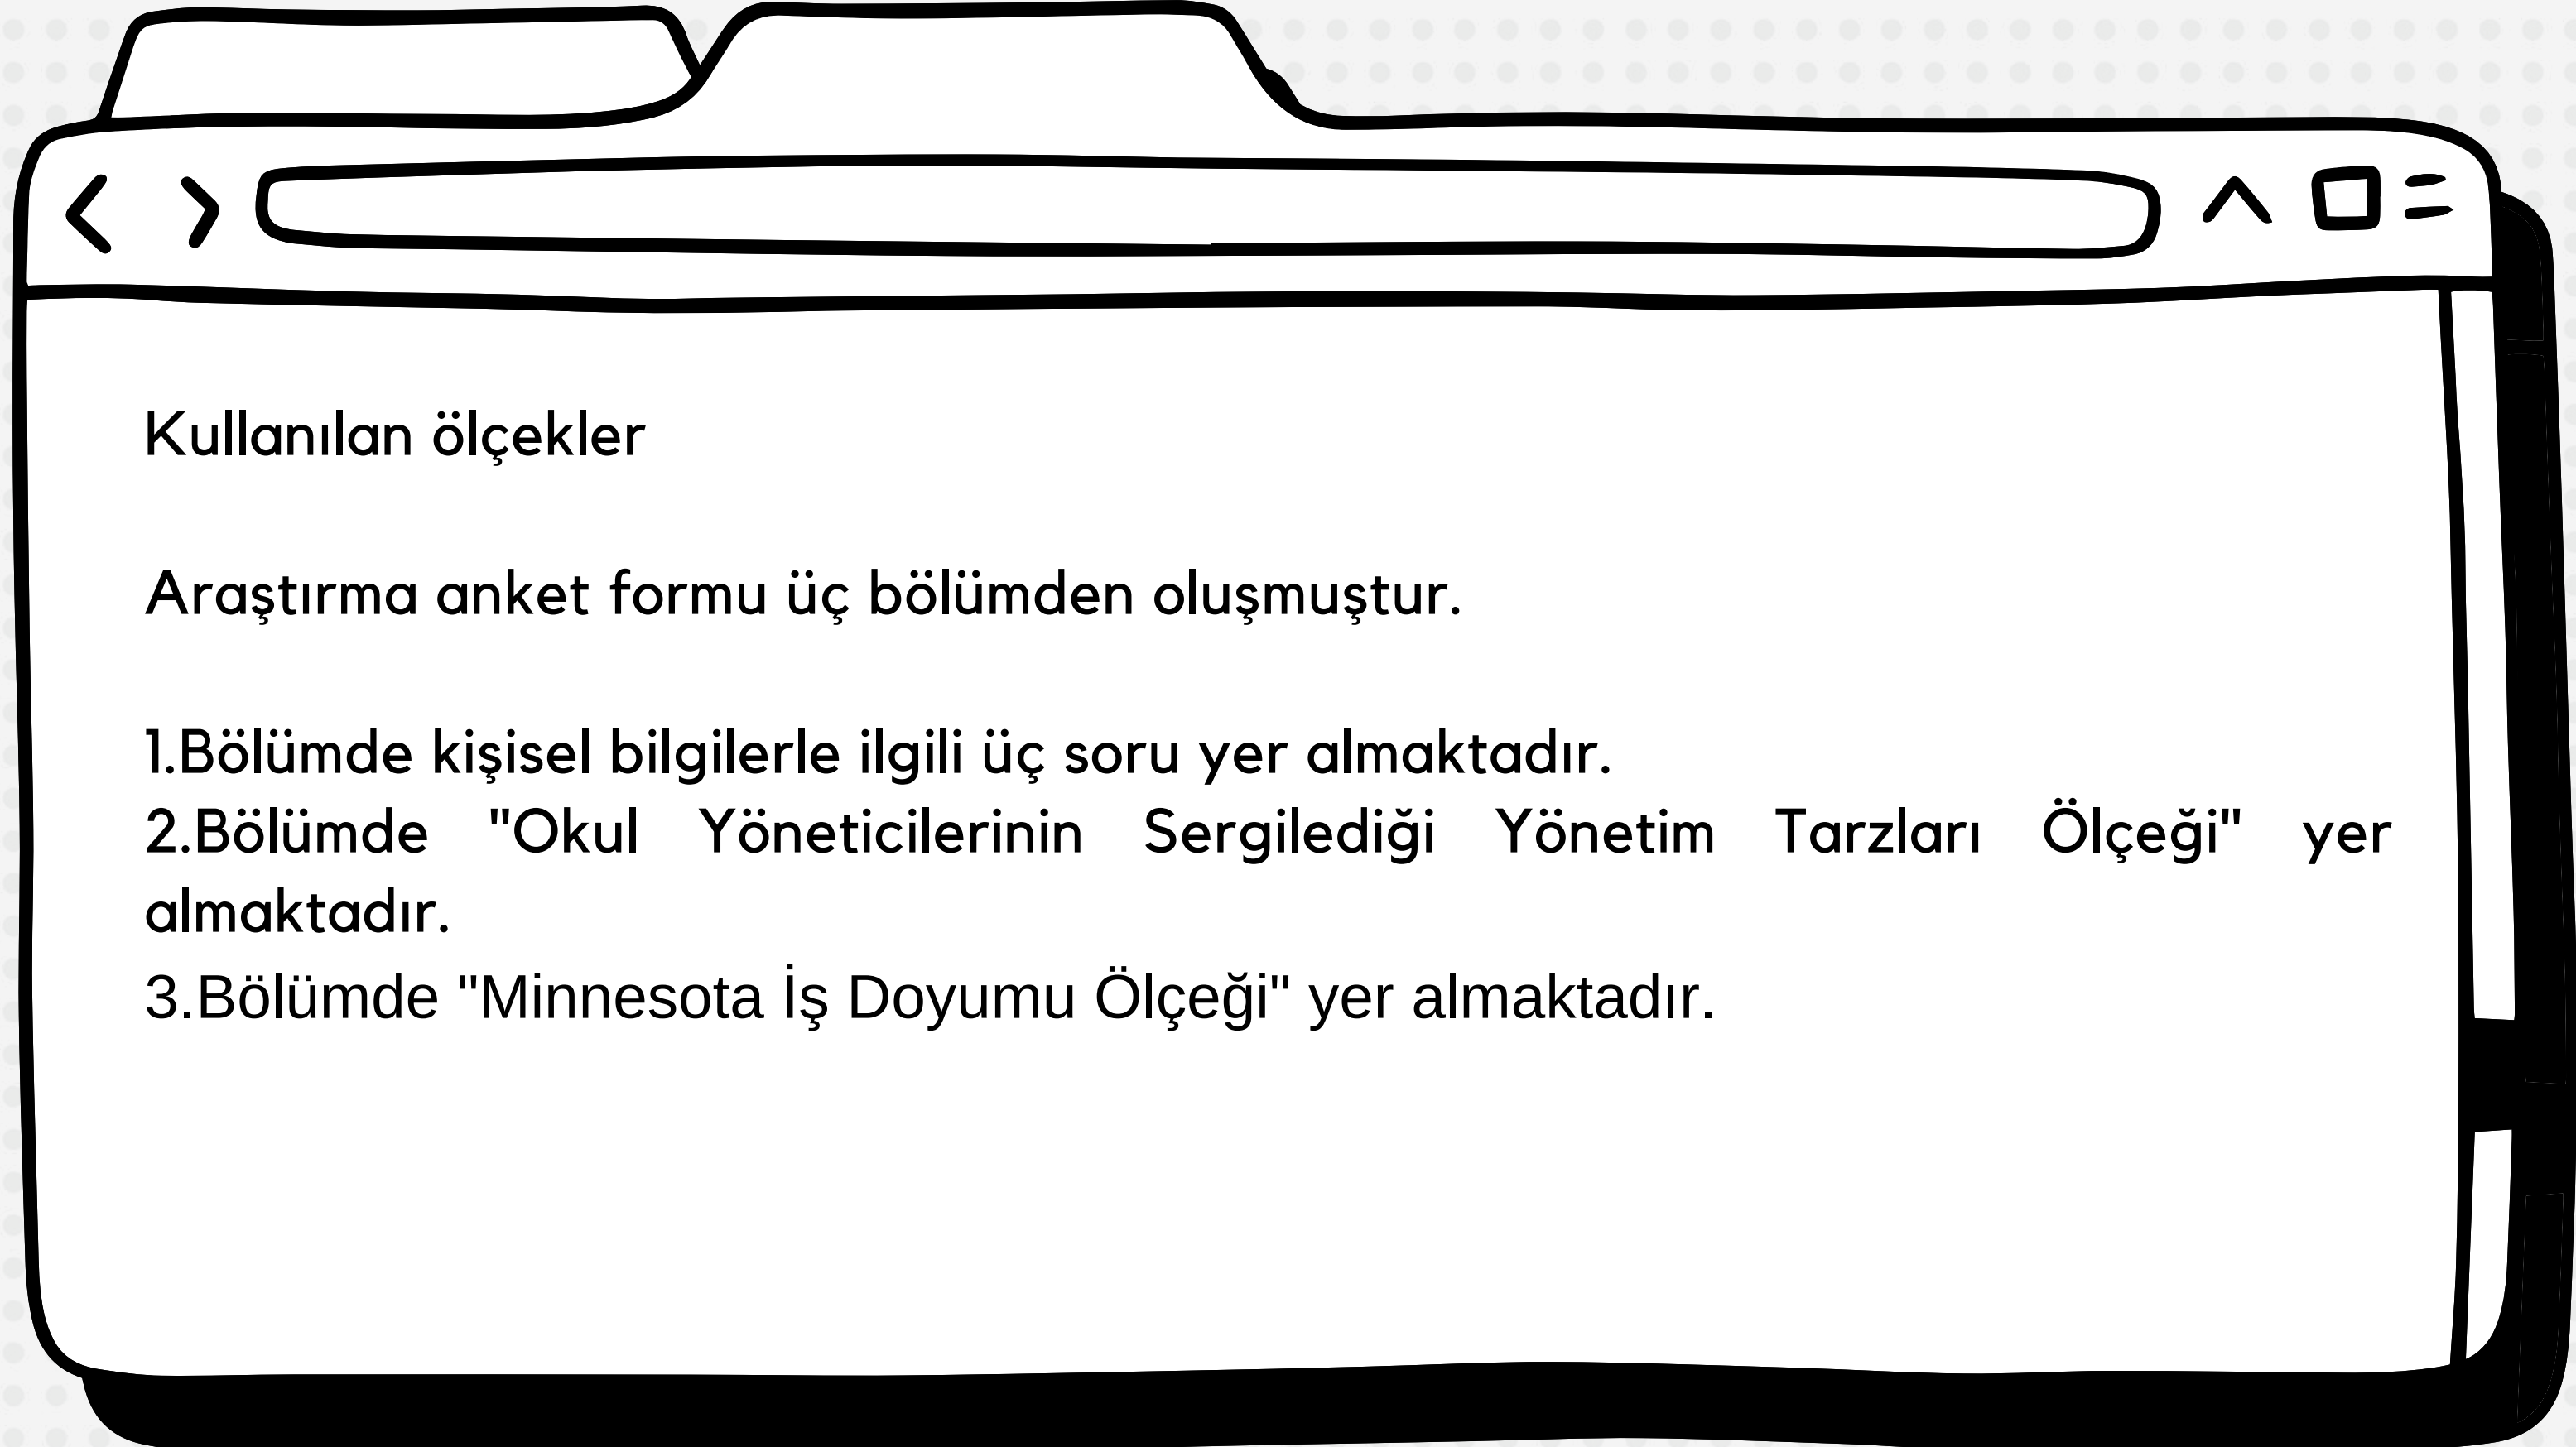 Kullanılan ölçekler
Araştırma anket formu üç bölümden oluşmuştur.
1.Bölümde kişisel bilgilerle ilgili üç soru yer almaktadır.
2.Bölümde "Okul Yöneticilerinin Sergilediği Yönetim Tarzları Ölçeği" yer
almaktadır.
3.Bölümde "Minnesota İş Doyumu Ölçeği" yer almaktadır.